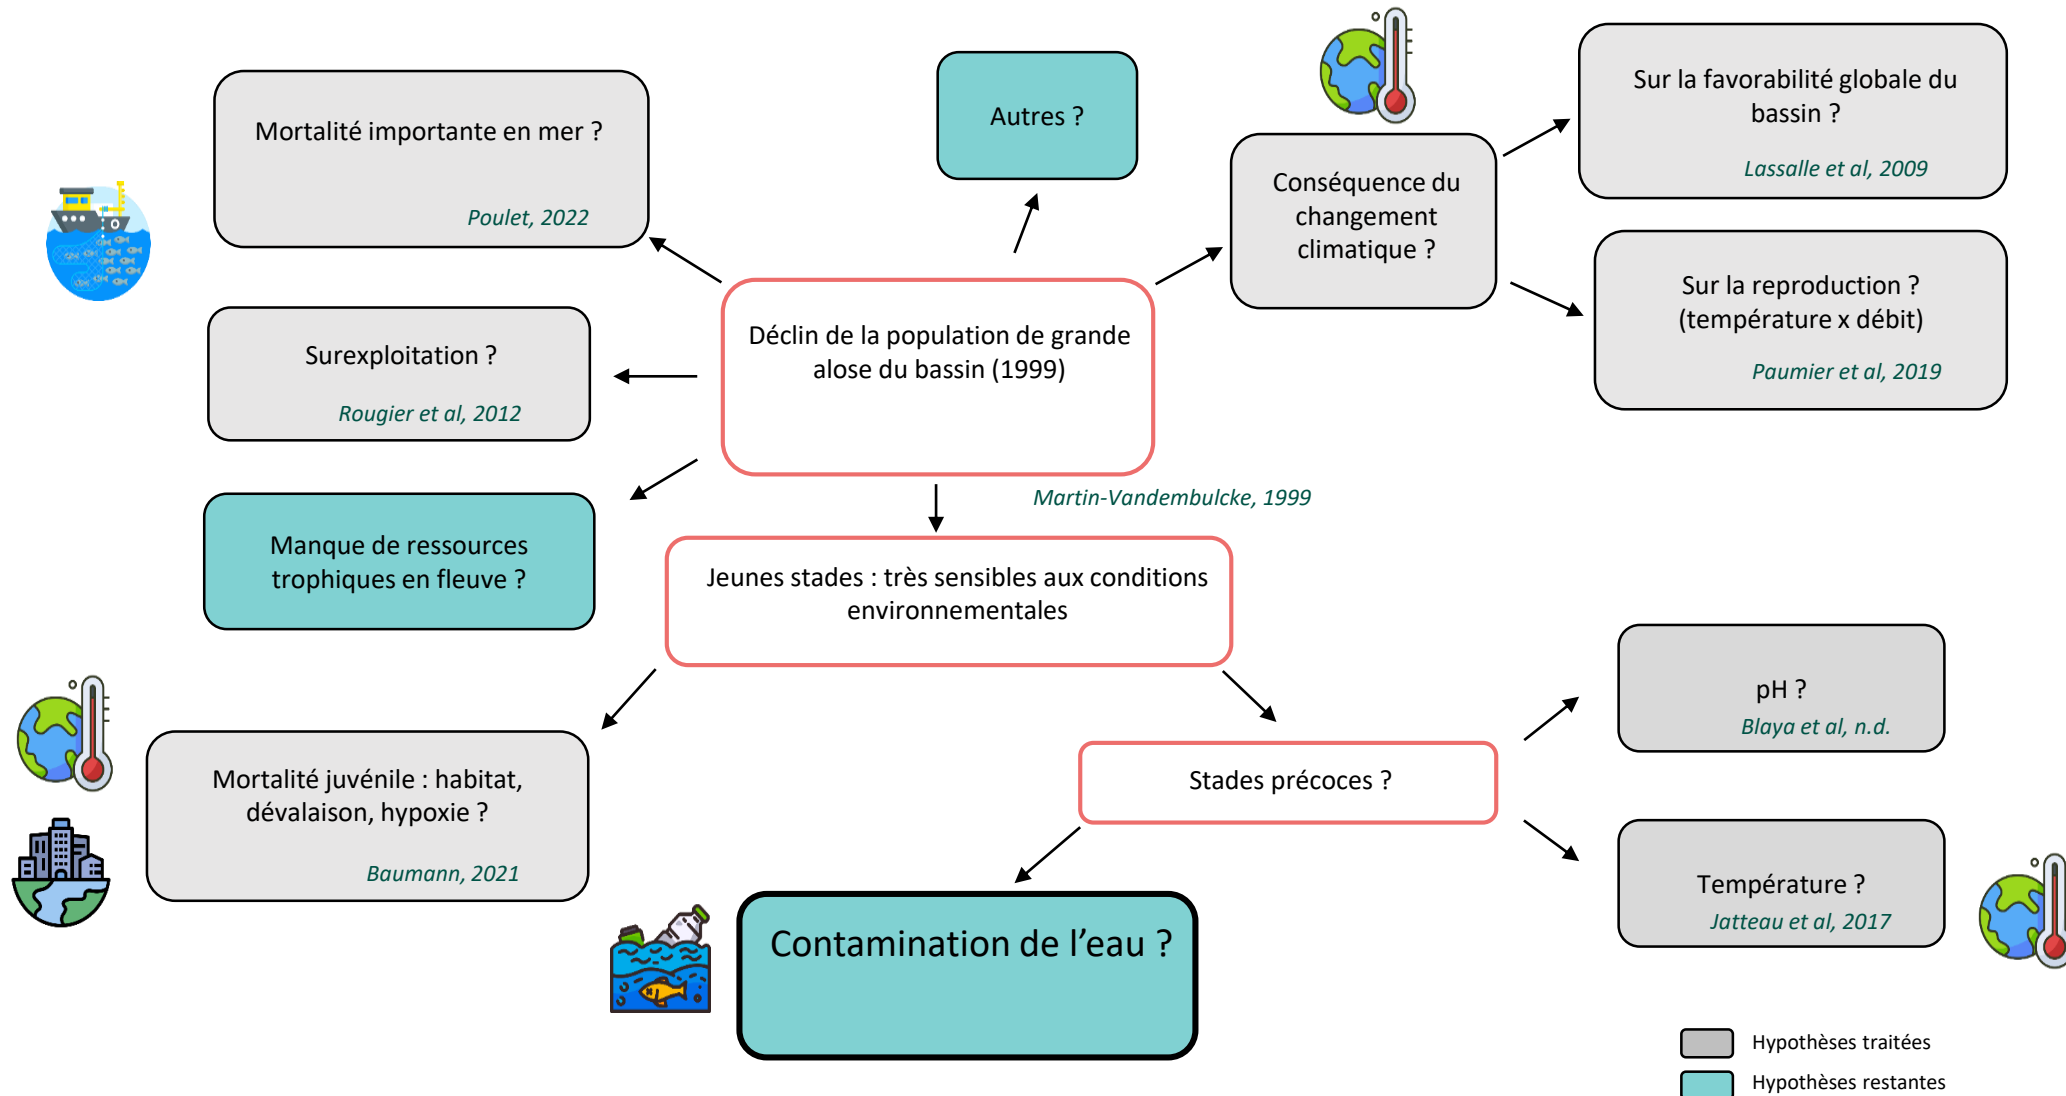 Mortalité importante en mer ?
Poulet, 2022
Autres ?
Conséquence du
changement
climatique ?
Sur la favorabilité globale du
bassin ?
Lassalle et al, 2009
Sur la reproduction ?
(température x débit)
Paumier et al, 2019
Surexploitation ?
Rougier et al, 2012
Déclin de la population de grande
alose du bassin (1999)
Martin-Vandembulcke, 1999
Manque de ressources
trophiques en fleuve ?
Jeunes stades : très sensibles aux conditions
environnementales
Mortalité juvénile : habitat,
dévalaison, hypoxie ?
Baumann, 2021
Stades précoces ?
pH ?
Blaya et al, n.d.
Température ?
Jatteau et al, 2017
Contamination de l’eau ?
Hypothèses traitées
Hypothèses restantes